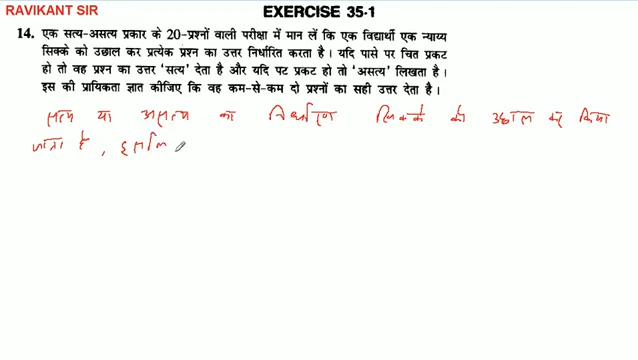 RAVIKANT SIR
EXERCISE 35·1
14. एक सत्य-असत्य प्रकार के 20-प्रश्नों वाली परीक्षा में मान लें कि एक विद्यार्थी एक न्याय्य
सिक्के को उछाल कर प्रत्येक प्रश्न का उत्तर निर्धारित करता है। यदि पासे पर चित प्रकट
हो तो वह प्रश्न का उत्तर 'सत्य' देता है और यदि पट प्रकट हो तो 'असत्य' लिखता है।
इस की प्रायिकता ज्ञात कीजिए कि वह कम-से-कम दो प्रश्नों का सही उत्तर देता है।
सत्य या असत्य का निर्धारण सिक्के को उछाल कर किया
जाता है, इसलि